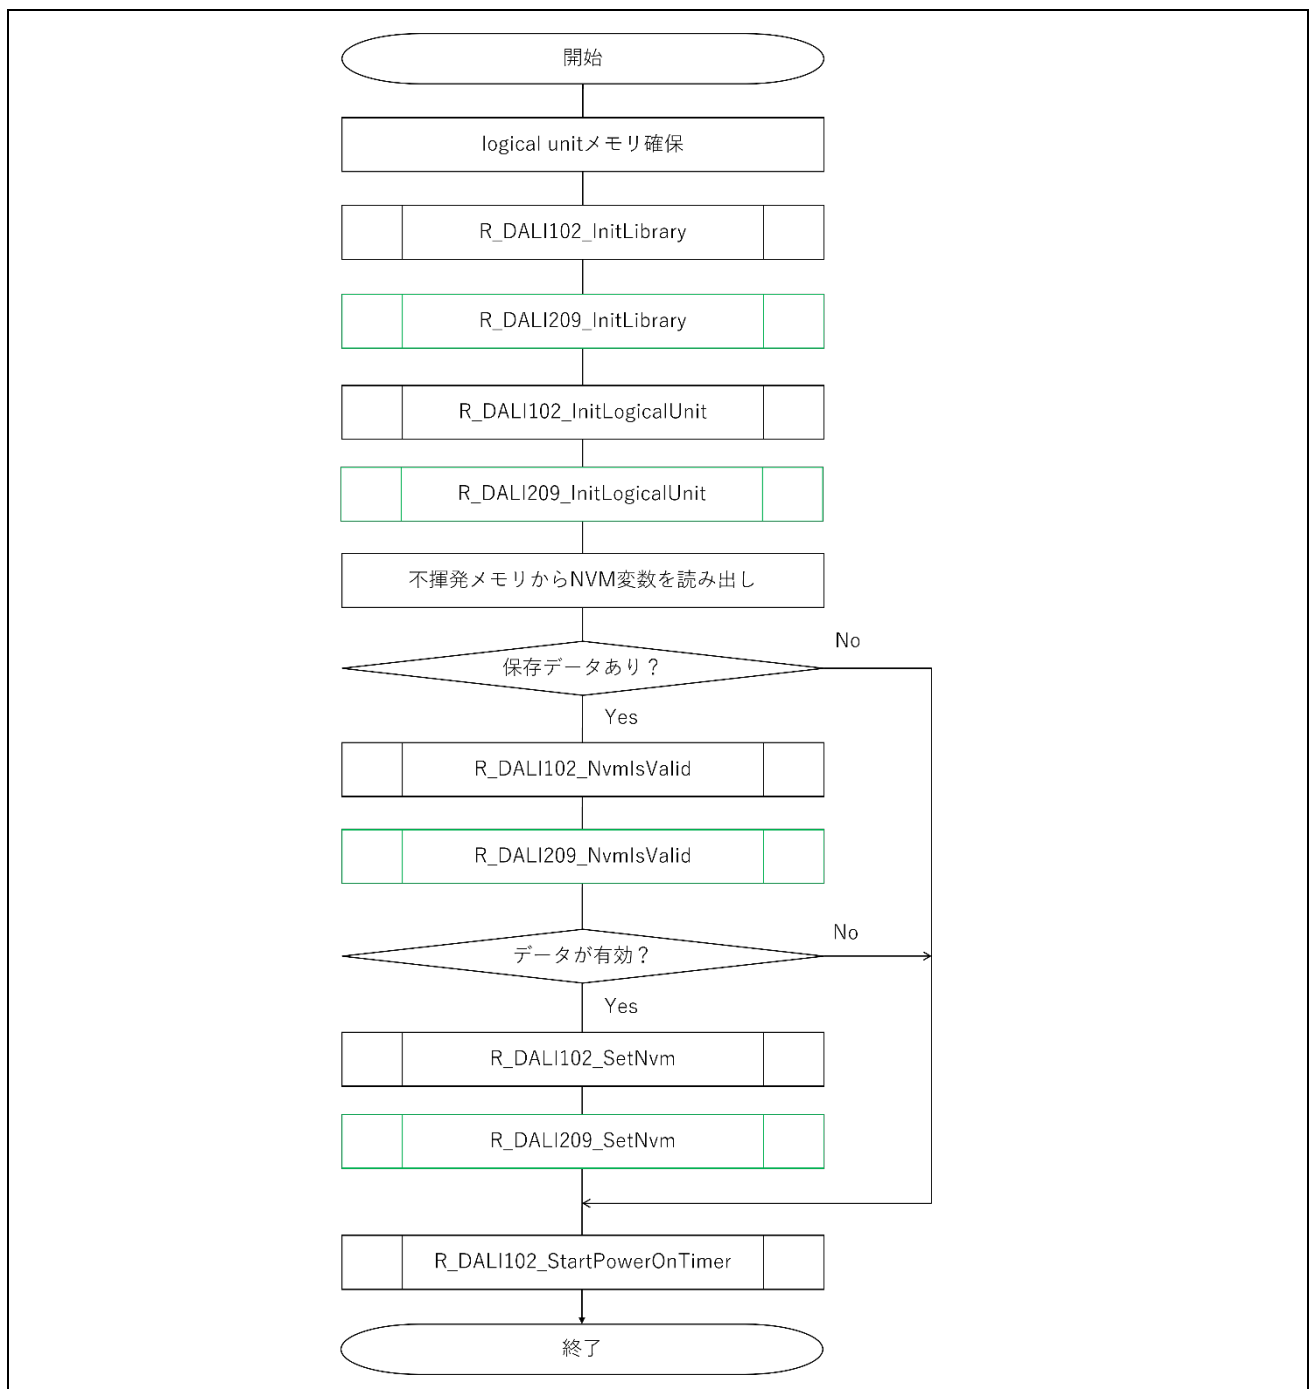 開始
logical unitメモリ確保
R_DALI102_InitLibrary
R_DALI209_InitLibrary
R_DALI102_InitLogicalUnit
R_DALI209_InitLogicalUnit
不揮発メモリからNVM変数を読み出し
No
保存データあり？
Yes
R_DALI102_NvmIsValid
R_DALI209_NvmIsValid
No
データが有効？
Yes
R_DALI102_SetNvm
R_DALI209_SetNvm
R_DALI102_StartPowerOnTimer
終了